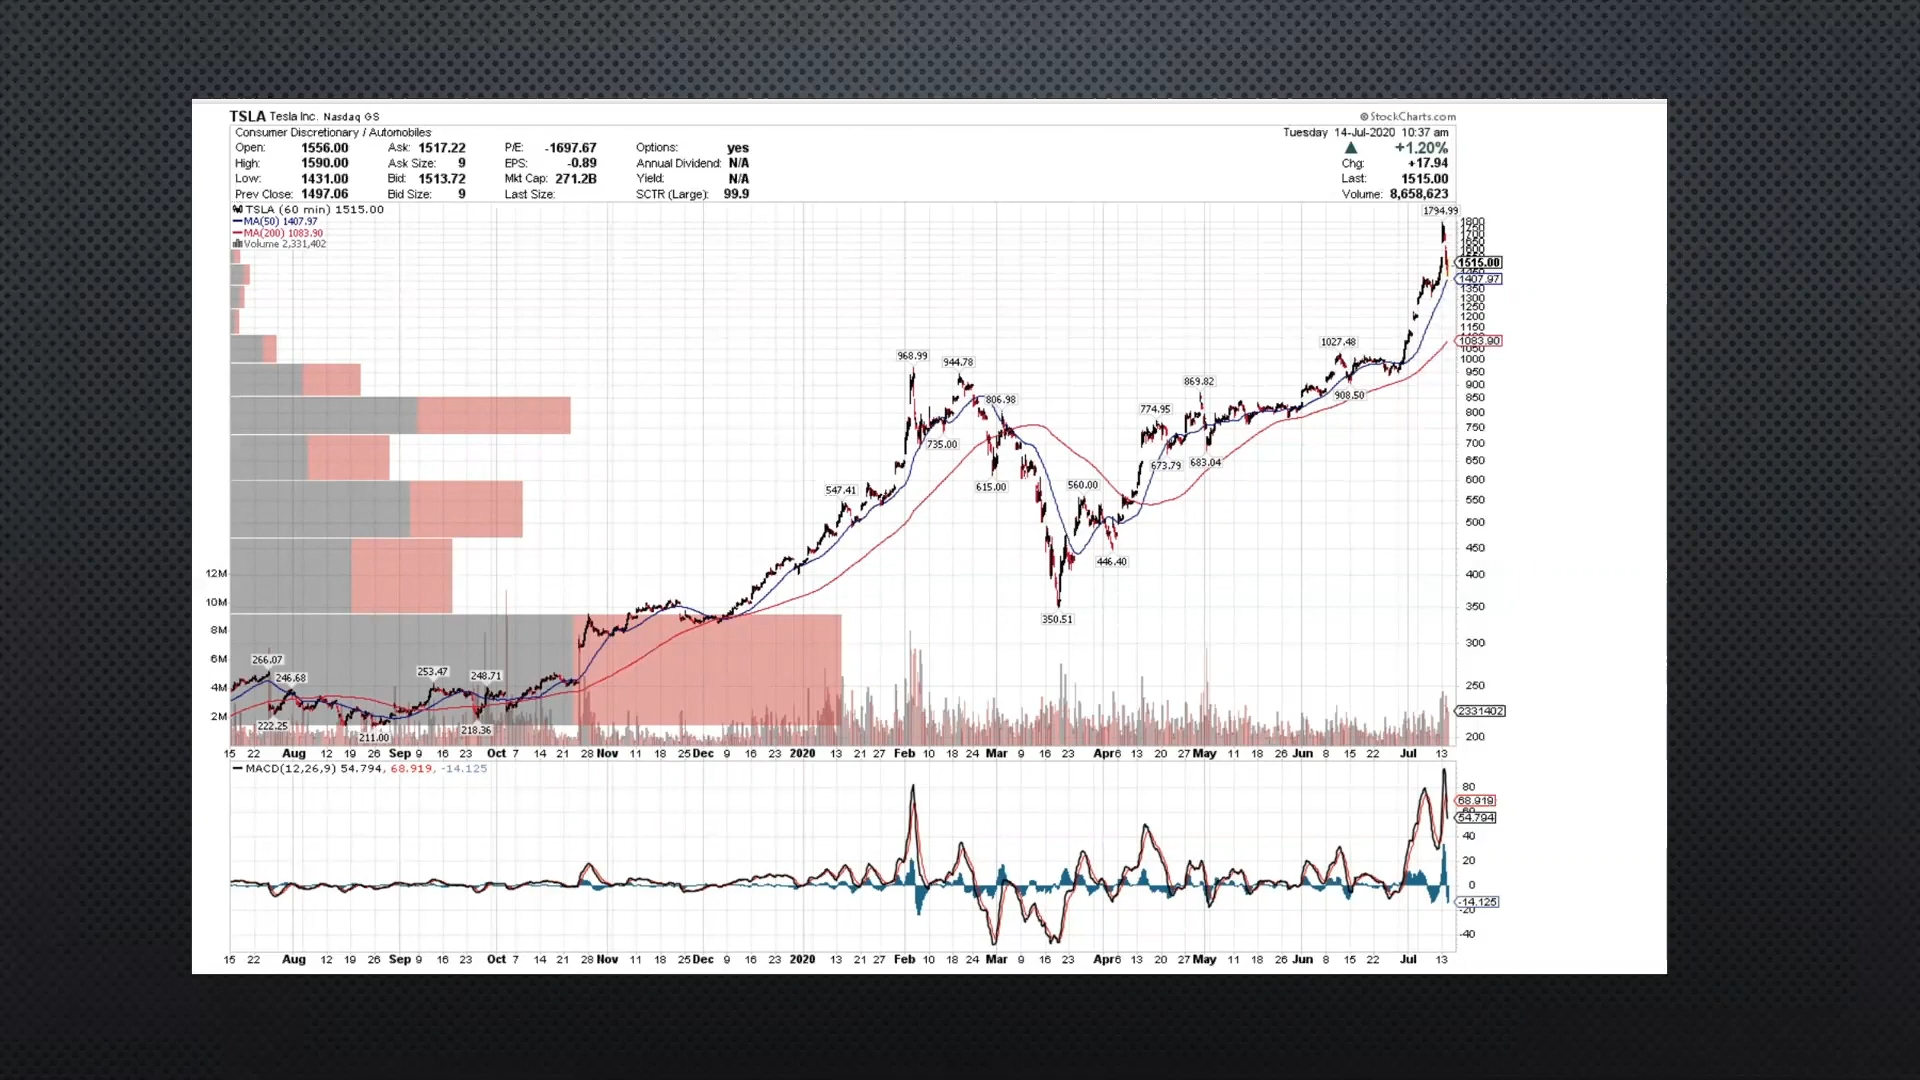 TSLA Tesla Inc. Nasdaq GS
© StockCharts.com
Consumer Discretionary / Automobiles
Tuesday 14-Jul-2020 10:37 am
Open: 1556.00 Ask: 1517.22 P/E: -1697.67 Options: yes
▲ +1.20%
High: 1590.00 Ask Size: 9 EPS: -0.89 Annual Dividend: N/A
Chg: +17.94
Low: 1431.00 Bid: 1513.72 Mkt Cap: 271.2B Yield: N/A
Last: 1515.00
Prev Close: 1497.06 Bid Size: 9 Last Size: SCTR (Large): 99.9
Volume: 8,658,623
TSLA (60 min) 1515.00
MA(50) 1407.97
MA(200) 1083.90
Volume 2,331,402
1794.99
1800
1515.00
1407.97
1350
1300
1250
1200
1150
1083.90
1050
1000
950
900
850
800
750
700
650
600
550
500
450
400
350
300
250
2331402
200
968.99
944.78
1027.48
869.82
908.50
806.98
774.95
735.00
673.79
683.04
615.00
547.41
560.00
446.40
350.51
12M
10M
8M
6M
4M
2M
266.07
246.68
253.47
248.71
222.25
211.00
218.36
15 22 Aug 12 19 26 Sep 9 16 23 Oct 7 14 21 28 Nov 11 18 25 Dec 9 16 23 2020 13 21 27 Feb 10 18 24 Mar 9 16 23 Apr 6 13 20 27 May 11 18 26 Jun 8 15 22 Jul 13
MACD(12,26,9) 54.794, 68.919, -14.125
80
68.919
60
54.794
40
20
0
-14.125
-20
-40
15 22 Aug 12 19 26 Sep 9 16 23 Oct 7 14 21 28 Nov 11 18 25 Dec 9 16 23 2020 13 21 27 Feb 10 18 24 Mar 9 16 23 Apr 6 13 20 27 May 11 18 26 Jun 8 15 22 Jul 13